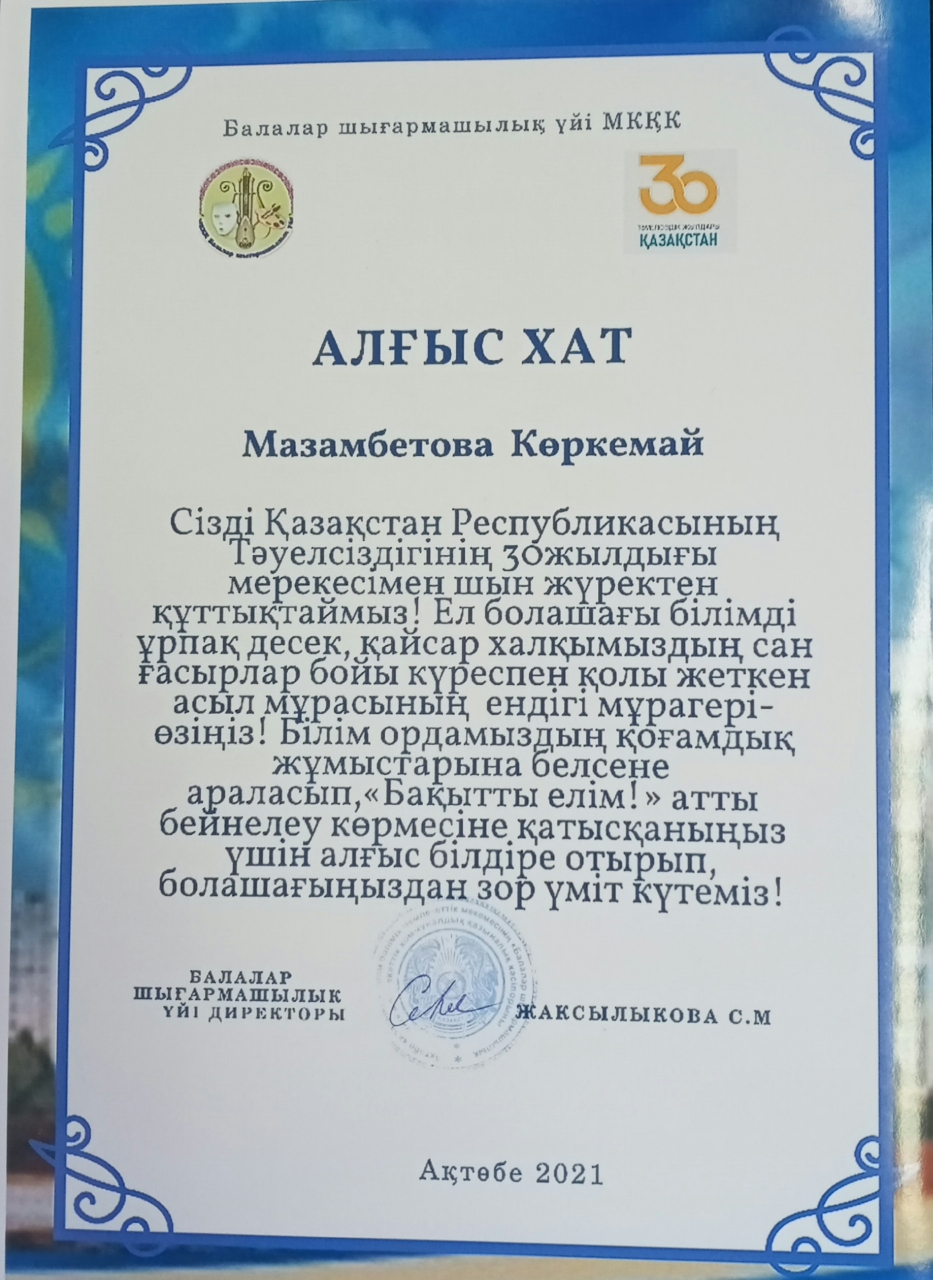 Балалар шығармашылық үйі МКҚК
30
ТӘУЕЛСІЗДІК ЖЫЛДАРЫ
ҚАЗАҚСТАН
АЛҒЫС ХАТ
Мазамбетова Көркемай
Сізді Қазақстан Республикасының
Тәуелсіздігінің 30жылдығы
мерекесімен шын жүректен
құттықтаймыз! Ел болашағы білімді
ұрпақ десек, қайсар халқымыздың сан
ғасырлар бойы күреспен қолы жеткен
асыл мұрасының ендігі мұрагері-
өзіңіз! Білім ордамыздың қоғамдық
жұмыстарына белсене
араласып,«Бақытты елім!» атты
бейнелеу көрмесіне қатысқаныңыз
үшін алғыс білдіре отырып,
болашағыңыздан зор үміт күтеміз!
БАЛАЛАР
ШЫҒАРМАШЫЛЫК
ҮЙІ ДИРЕКТОРЫ
ЖАКСЫЛЫКОВА С.М
Ақтөбе 2021